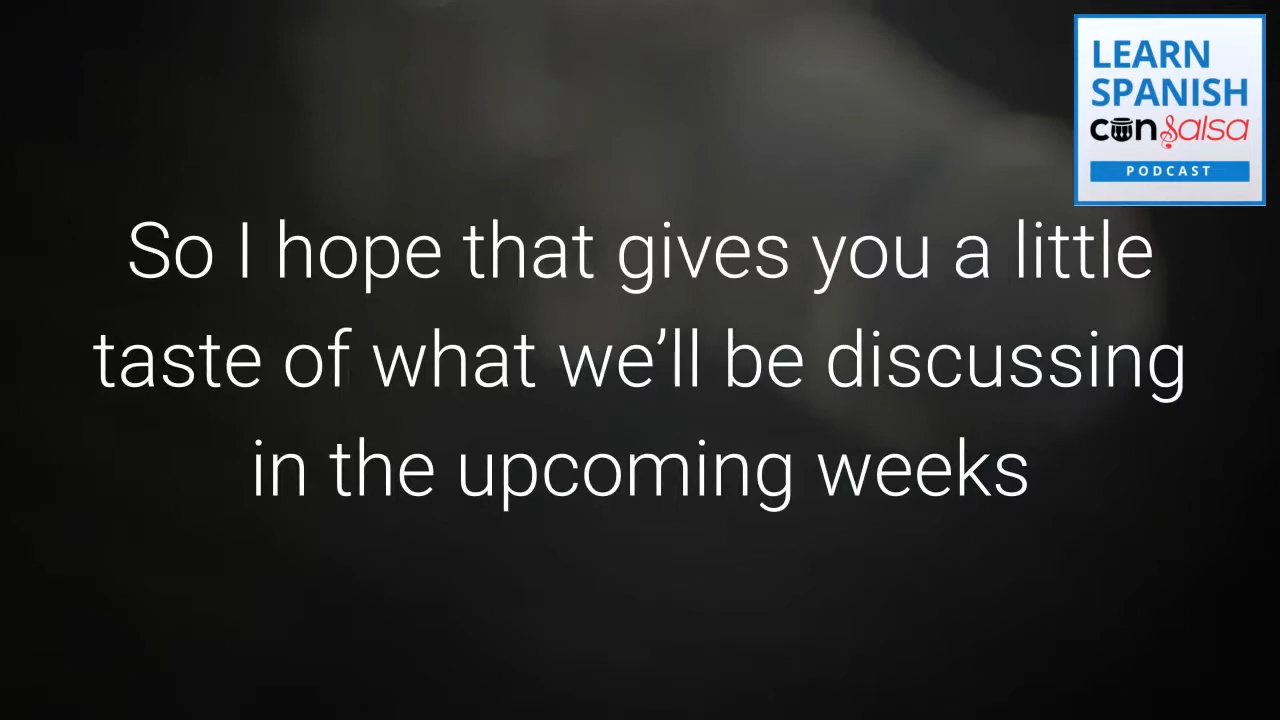 LEARN
SPANISH
con Salsa
PODCAST
So I hope that gives you a little
taste of what we’ll be discussing
in the upcoming weeks